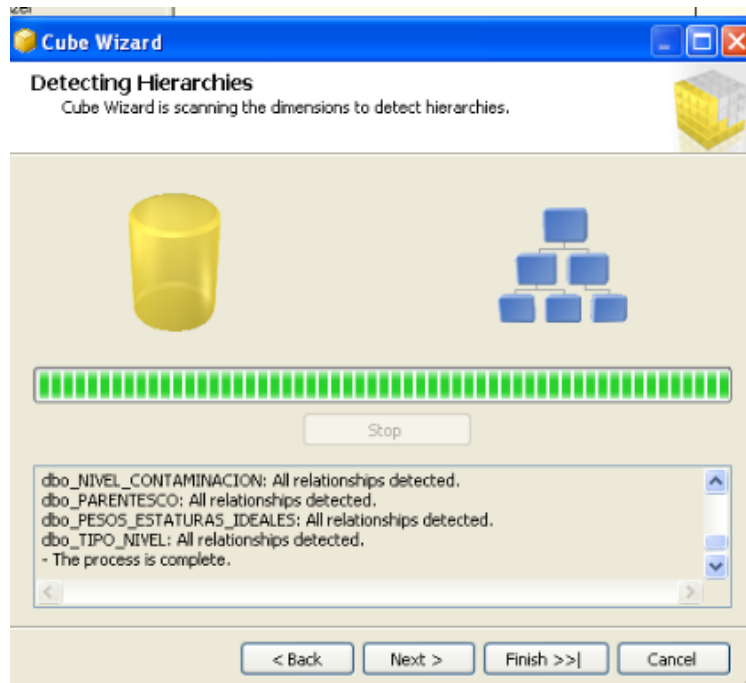 Cube Wizard
Detecting Hierarchies
Cube Wizard is scanning the dimensions to detect hierarchies.
Stop
dbo_NIVEL_CONTAMINACION: All relationships detected.
dbo_PARENTESCO: All relationships detected.
dbo_PESOS_ESTATURAS_IDEALES: All relationships detected.
dbo_TIPO_NIVEL: All relationships detected.
- The process is complete.
< Back Next > Finish >>| Cancel